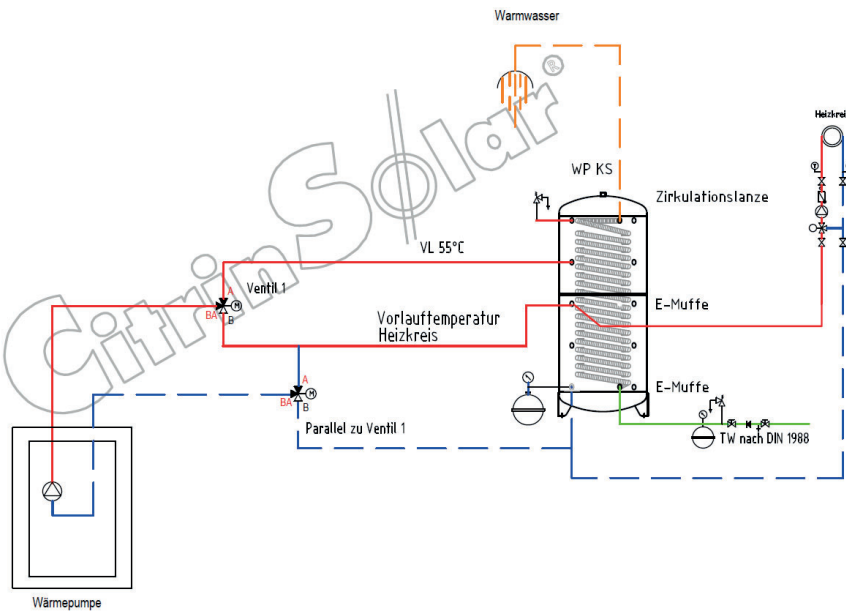 Warmwasser
CitrinSolar®
Heizkrei
WP KS
Zirkulationslanze
VL 55°C
A
Ventil 1
M
BA
B
E-Muffe
Vorlauftemperatur
Heizkreis
A
M
BA
B
E-Muffe
Parallel zu Ventil 1
TW nach DIN 1988
Wärmepumpe